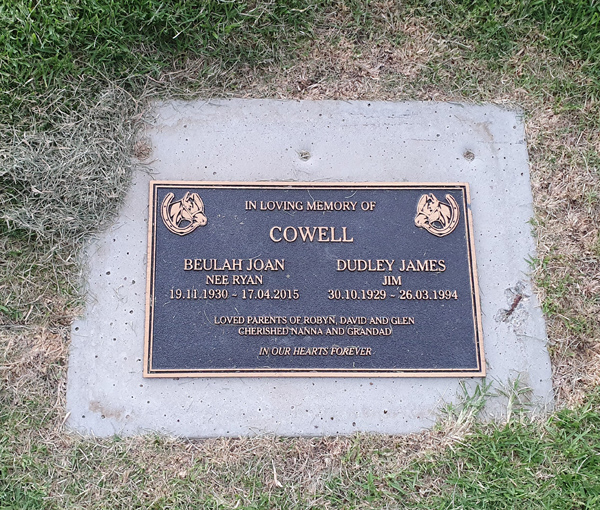 IN LOVING MEMORY OF
COWELL
BEULAH JOAN DUDLEY JAMES
NEE RYAN JIM
19.11.1930 ~ 17.04.2015 30.10.1929 ~ 26.03.1994
LOVED PARENTS OF ROBYN, DAVID AND GLEN
CHERISHED NANNA AND GRANDAD
IN OUR HEARTS FOREVER